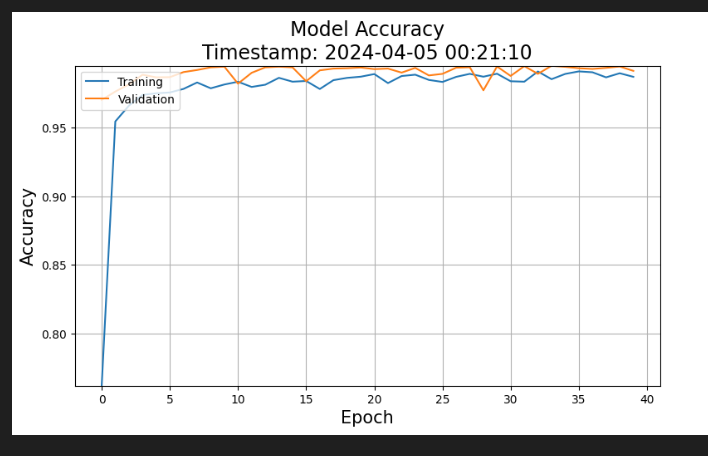 Model Accuracy
Timestamp: 2024-04-05 00:21:10
Training
Validation
0.95
0.90
0.85
0.80
Accuracy
0 5 10 15 20 25 30 35 40
Epoch